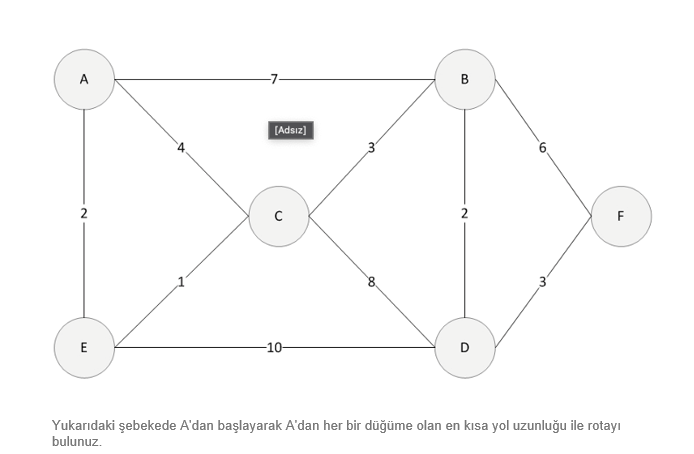 A
7
B
[Adsız]
4
3
6
2
C
2
F
1
8
3
E
10
D
Yukarıdaki şebekede A'dan başlayarak A'dan her bir düğüme olan en kısa yol uzunluğu ile rotayı
bulunuz.